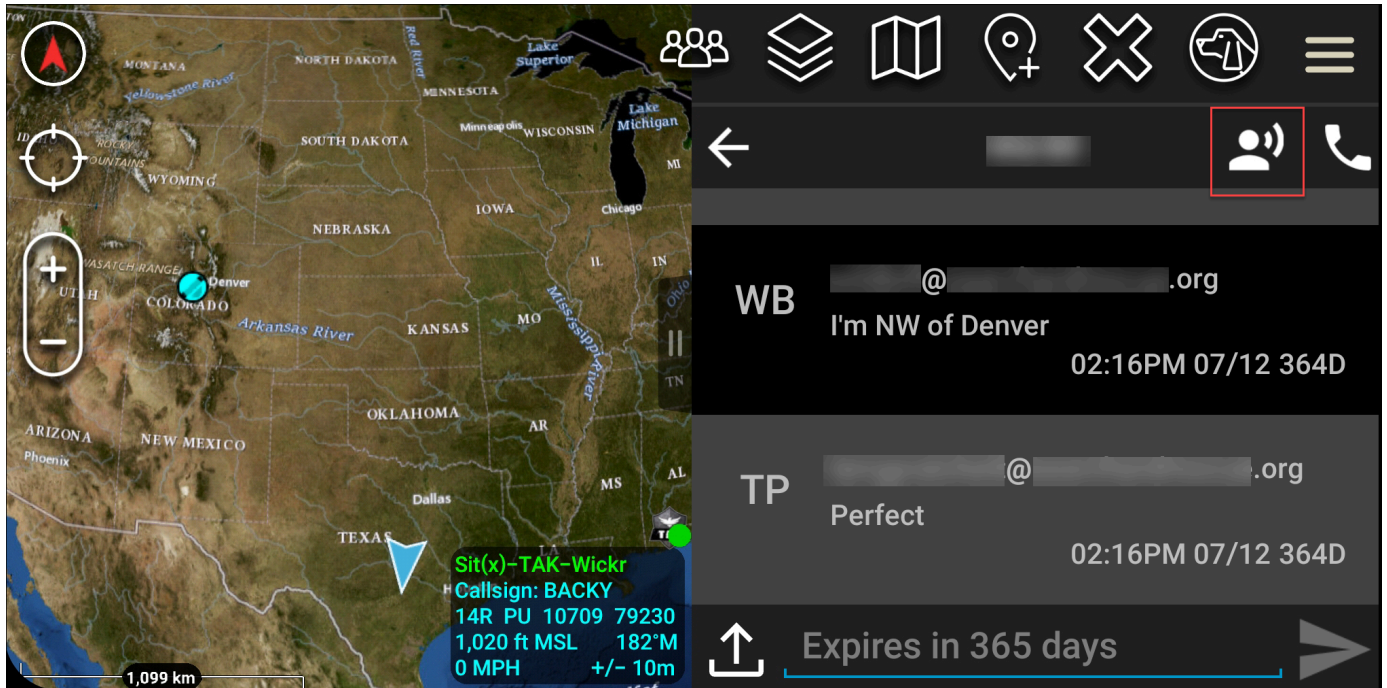 MONTANA
Yellowstone River
NORTH DAKOTA
Red River
Lake
Superior
MINNESOTA
Minneapolis
WISCONSIN
Lake
Michigan
MI
SOUTH DAKOTA
ROCKY
MOUNTAINS
WYOMING
IOWA
Chicago
NEBRASKA
IL
IN
WASATCH RANGE
Denver
UTAH
COLORADO
Ohio
Arkansas River
KANSAS
MO
Mississippi River
TN
OKLAHOMA
AR
ARIZONA
NEW MEXICO
Phoenix
MS
AL
Dallas
TEXAS
LA
Sit(x)-TAK-Wickr
Callsign: BACKY
14R PU 10709 79230
1,020 ft MSL 182°M
0 MPH +/- 10m
1,099 km
WB
@ .org
I'm NW of Denver
02:16PM 07/12 364D
TP
@ .org
Perfect
02:16PM 07/12 364D
Expires in 365 days